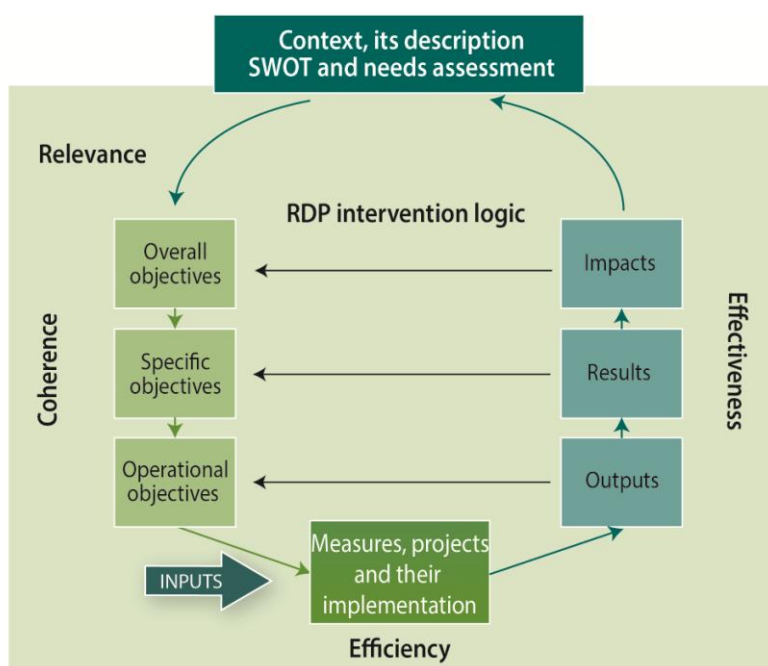 Context, its description
SWOT and needs assessment
Relevance
RDP intervention logic
Overall
objectives
Impacts
Coherence
Specific
objectives
Results
Effectiveness
Operational
objectives
Outputs
INPUTS
Measures, projects
and their
implementation
Efficiency